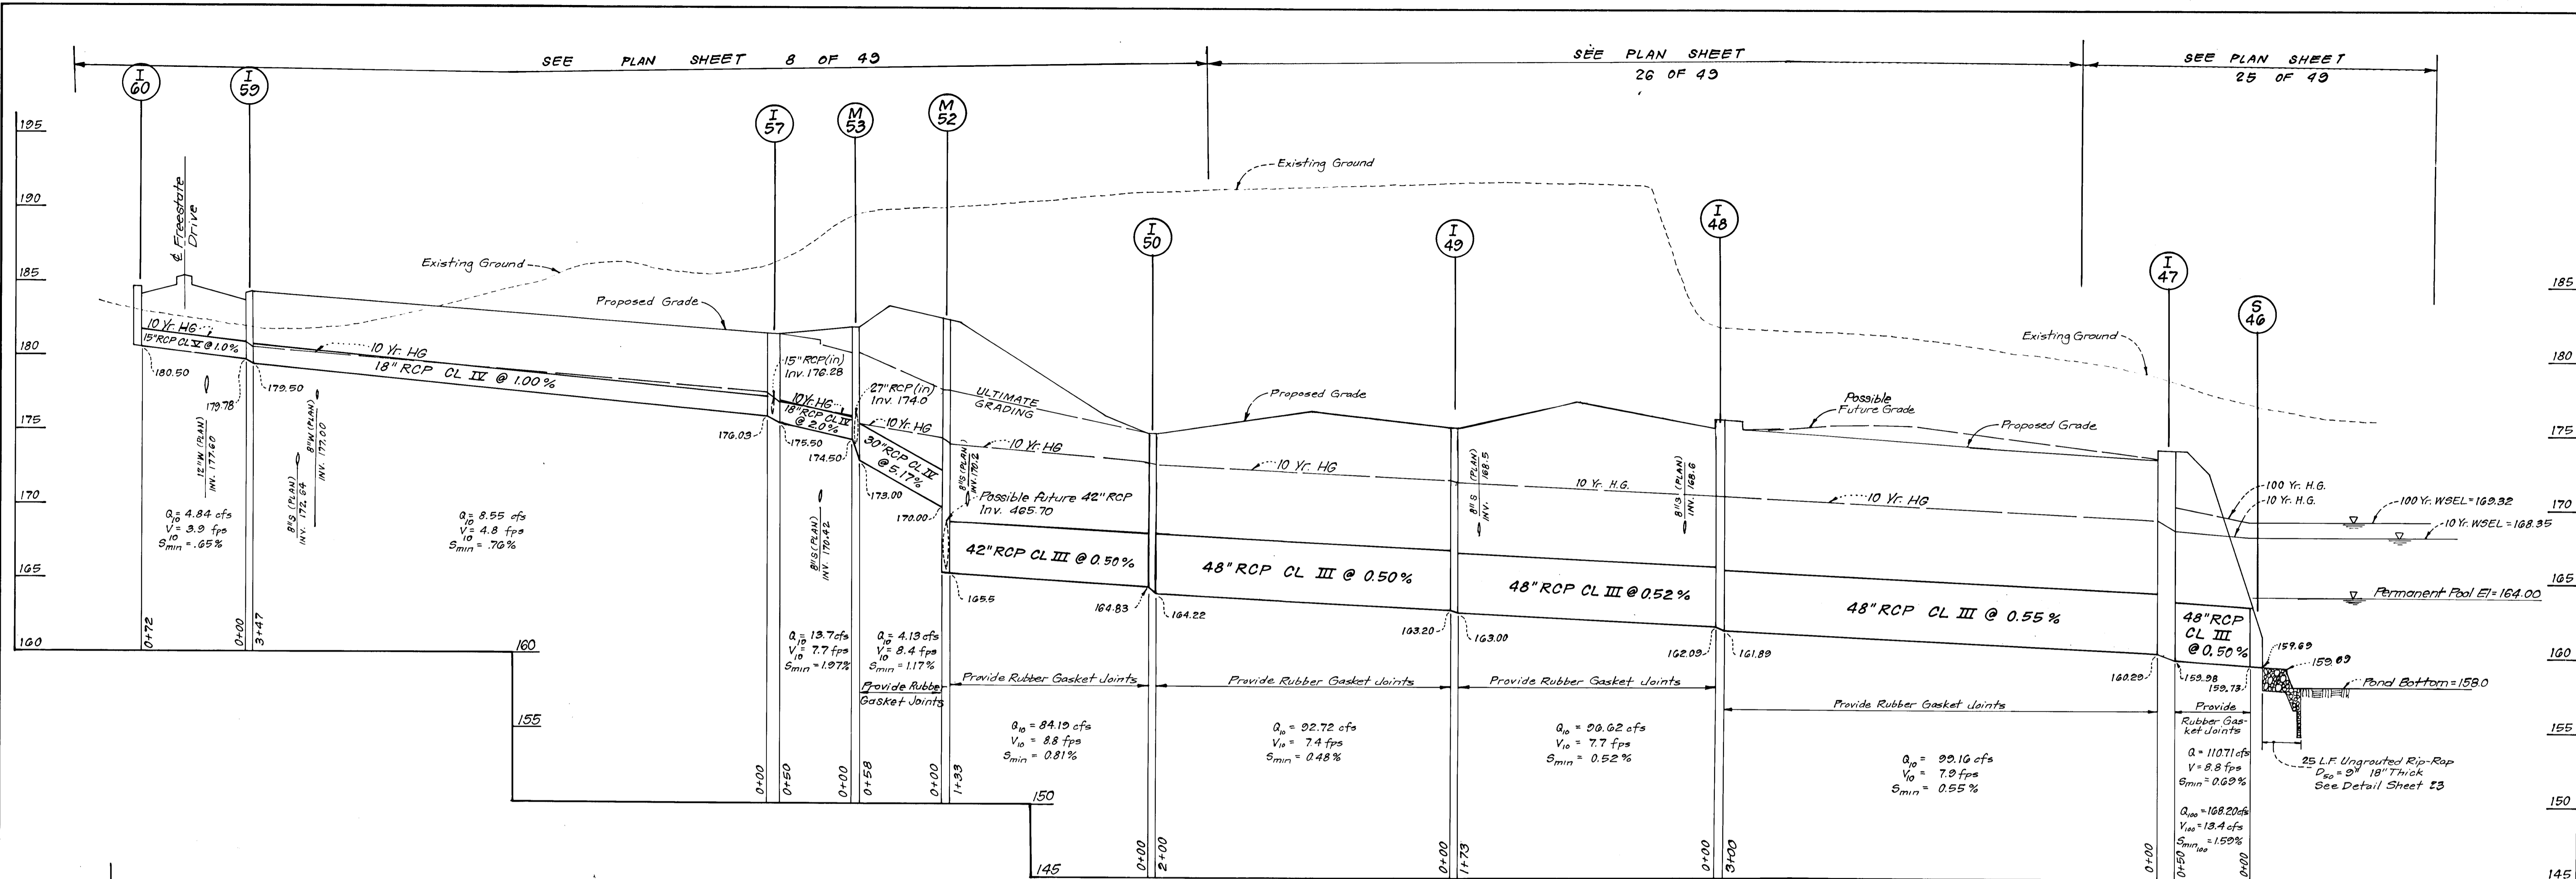 SEE PLAN SHEET 8 OF 49
SEE PLAN SHEET
26 OF 49
SEE PLAN SHEET
25 OF 49
I
60
I
59
I
57
M
53
M
52
I
50
I
49
I
48
I
47
S
46
195
190
185
180
175
170
165
160
160
155
150
145
185
180
175
170
165
160
155
150
145
℄ Freestate
Drive
Existing Ground
Existing Ground
Existing Ground
Proposed Grade
Proposed Grade
Proposed Grade
Possible
Future Grade
ULTIMATE
GRADING
10 Yr. HG
15" RCP CL V @ 1.0%
180.50
179.78
179.50
10 Yr. HG
18" RCP CL IV @ 1.00%
176.03
12" W (PLAN)
INV. 177.60
8" S (PLAN)
INV. 172.64
8" W (PLAN)
INV. 177.00
Q10 = 4.84 cfs
V10 = 3.9 fps
Smin = .65%
Q10 = 8.55 cfs
V10 = 4.8 fps
Smin = .76%
0+72
0+00
3+47
15" RCP (in)
Inv. 176.28
27" RCP (in)
Inv. 174.0
10 Yr. HG
18" RCP CL IV
@ 2.0%
175.50
174.50
10 Yr. HG
30" RCP CL IV
@ 5.17%
173.00
170.00
8" S (PLAN)
INV. 170.42
8" S (PLAN)
INV. 170.2
Possible future 42" RCP
Inv. 465.70
Q10 = 13.7 cfs
V10 = 7.7 fps
Smin = 1.97%
Q10 = 4.13 cfs
V10 = 8.4 fps
Smin = 1.17%
Provide Rubber
Gasket Joints
0+00
0+50
0+00
0+58
0+00
1+33
10 Yr. HG
42" RCP CL III @ 0.50%
165.5
164.83
Provide Rubber Gasket Joints
Q10 = 84.19 cfs
V10 = 8.8 fps
Smin = 0.81%
0+00
2+00
10 Yr. HG
48" RCP CL III @ 0.50%
164.22
163.20
Provide Rubber Gasket Joints
Q10 = 92.72 cfs
V10 = 7.4 fps
Smin = 0.48%
0+00
1+73
8" S (PLAN)
INV. 168.5
10 Yr. H.G.
8" S (PLAN)
INV. 168.6
48" RCP CL III @ 0.52%
163.00
162.09
Provide Rubber Gasket Joints
Q10 = 96.62 cfs
V10 = 7.7 fps
Smin = 0.52%
0+00
3+00
10 Yr. HG
48" RCP CL III @ 0.55%
161.89
160.29
Provide Rubber Gasket Joints
Q10 = 99.16 cfs
V10 = 7.9 fps
Smin = 0.55%
0+00
0+50
0+00
100 Yr. H.G.
10 Yr. H.G.
100 Yr. WSEL = 169.32
10 Yr. WSEL = 168.35
Permanent Pool El = 164.00
48" RCP
CL III
@ 0.50%
159.98
159.73
159.69
159.69
Pond Bottom = 158.0
Provide
Rubber Gas-
ket Joints
Q = 110.71 cfs
V = 8.8 fps
Smin = 0.69%
Q100 = 168.20 cfs
V100 = 13.4 cfs
Smin100 = 1.59%
25 L.F. Ungrouted Rip-Rap
D50 = 9" 18" Thick
See Detail Sheet 23